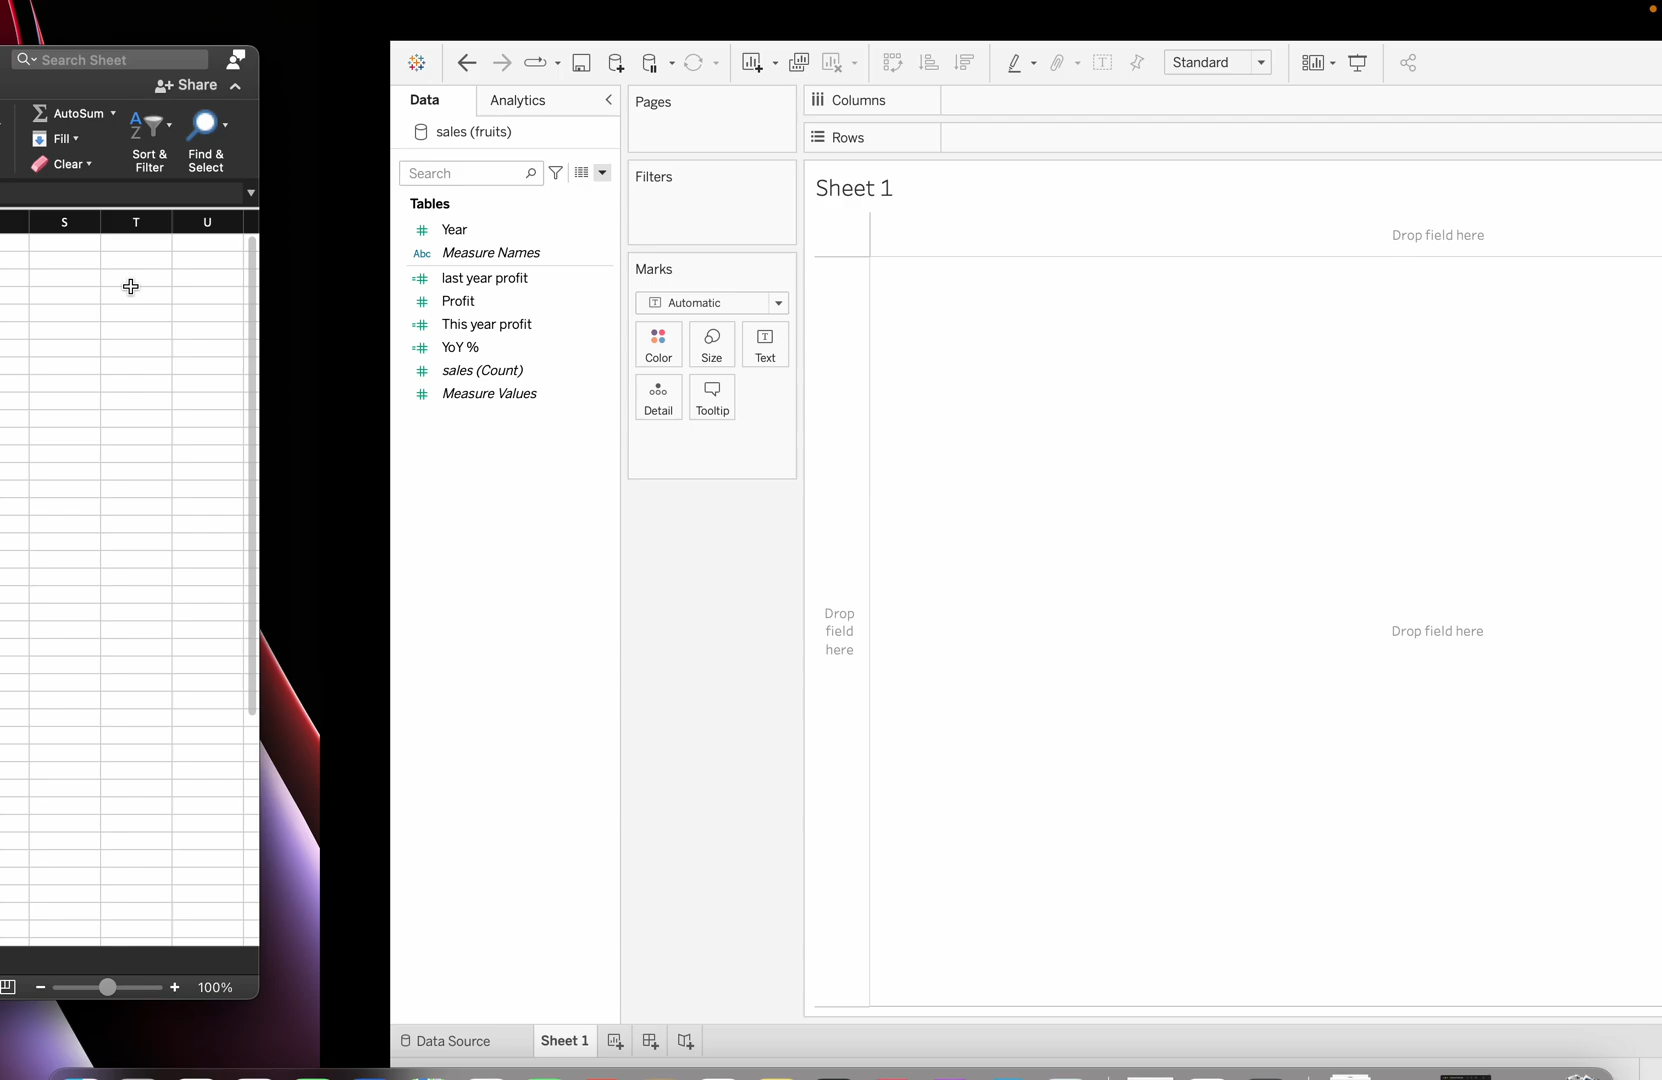 Search Sheet
Share
AutoSum
Fill
Clear
Sort &
Filter
Find &
Select
S T U
100%
Standard
Data Analytics
sales (fruits)
Search
Tables
Year
Abc Measure Names
last year profit
Profit
This year profit
YoY %
sales (Count)
Measure Values
Pages
Filters
Marks
Automatic
Color Size Text
Detail Tooltip
Columns
Rows
Sheet 1
Drop field here
Drop
field
here
Drop field here
Data Source Sheet 1